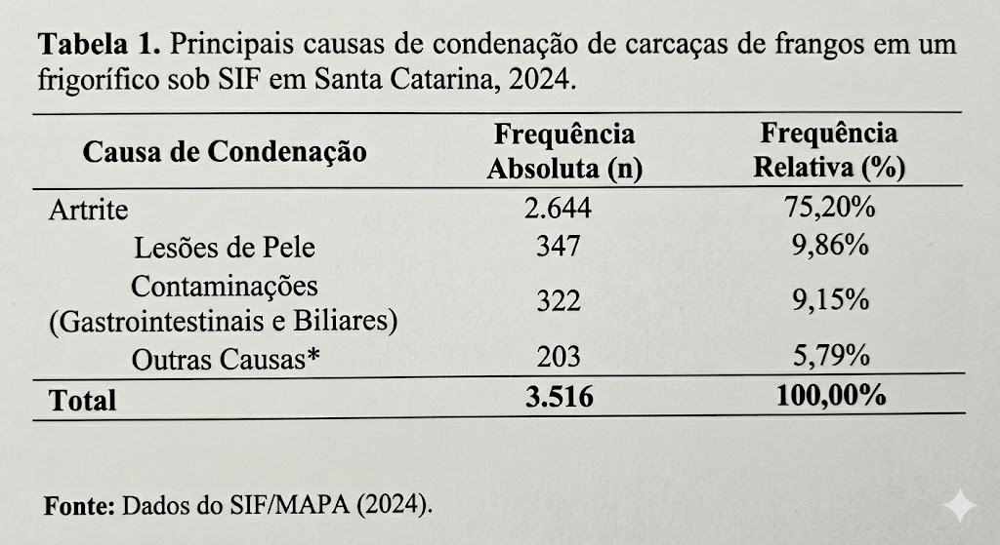 Tabela 1. Principais causas de condenação de carcaças de frangos em um
frigorífico sob SIF em Santa Catarina, 2024.
Causa de Condenação Frequência Absoluta (n) Frequência Relativa (%)
Artrite 2.644 75,20%
Lesões de Pele 347 9,86%
Contaminações
(Gastrointestinais e Biliares) 322 9,15%
Outras Causas* 203 5,79%
Total 3.516 100,00%
Fonte: Dados do SIF/MAPA (2024).